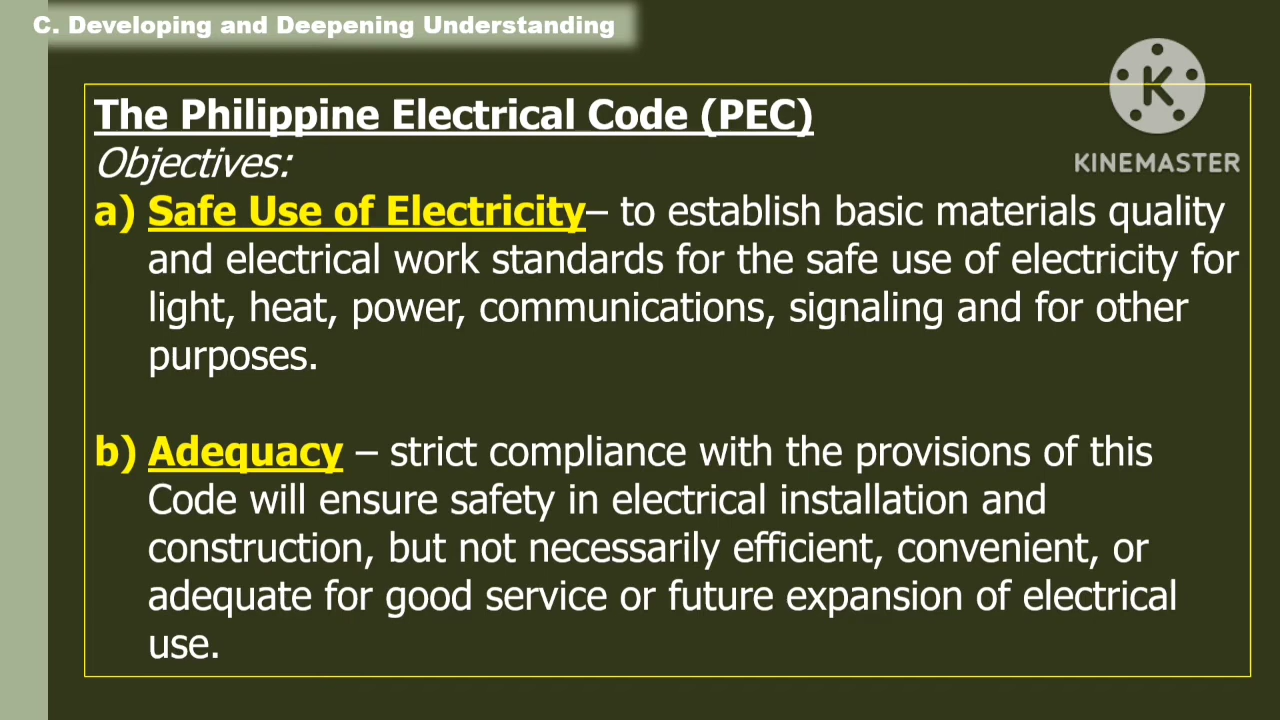 C. Developing and Deepening Understanding
The Philippine Electrical Code (PEC)
Objectives:
a) Safe Use of Electricity– to establish basic materials quality
and electrical work standards for the safe use of electricity for
light, heat, power, communications, signaling and for other
purposes.
b) Adequacy – strict compliance with the provisions of this
Code will ensure safety in electrical installation and
construction, but not necessarily efficient, convenient, or
adequate for good service or future expansion of electrical
use.
K
KINEMASTER